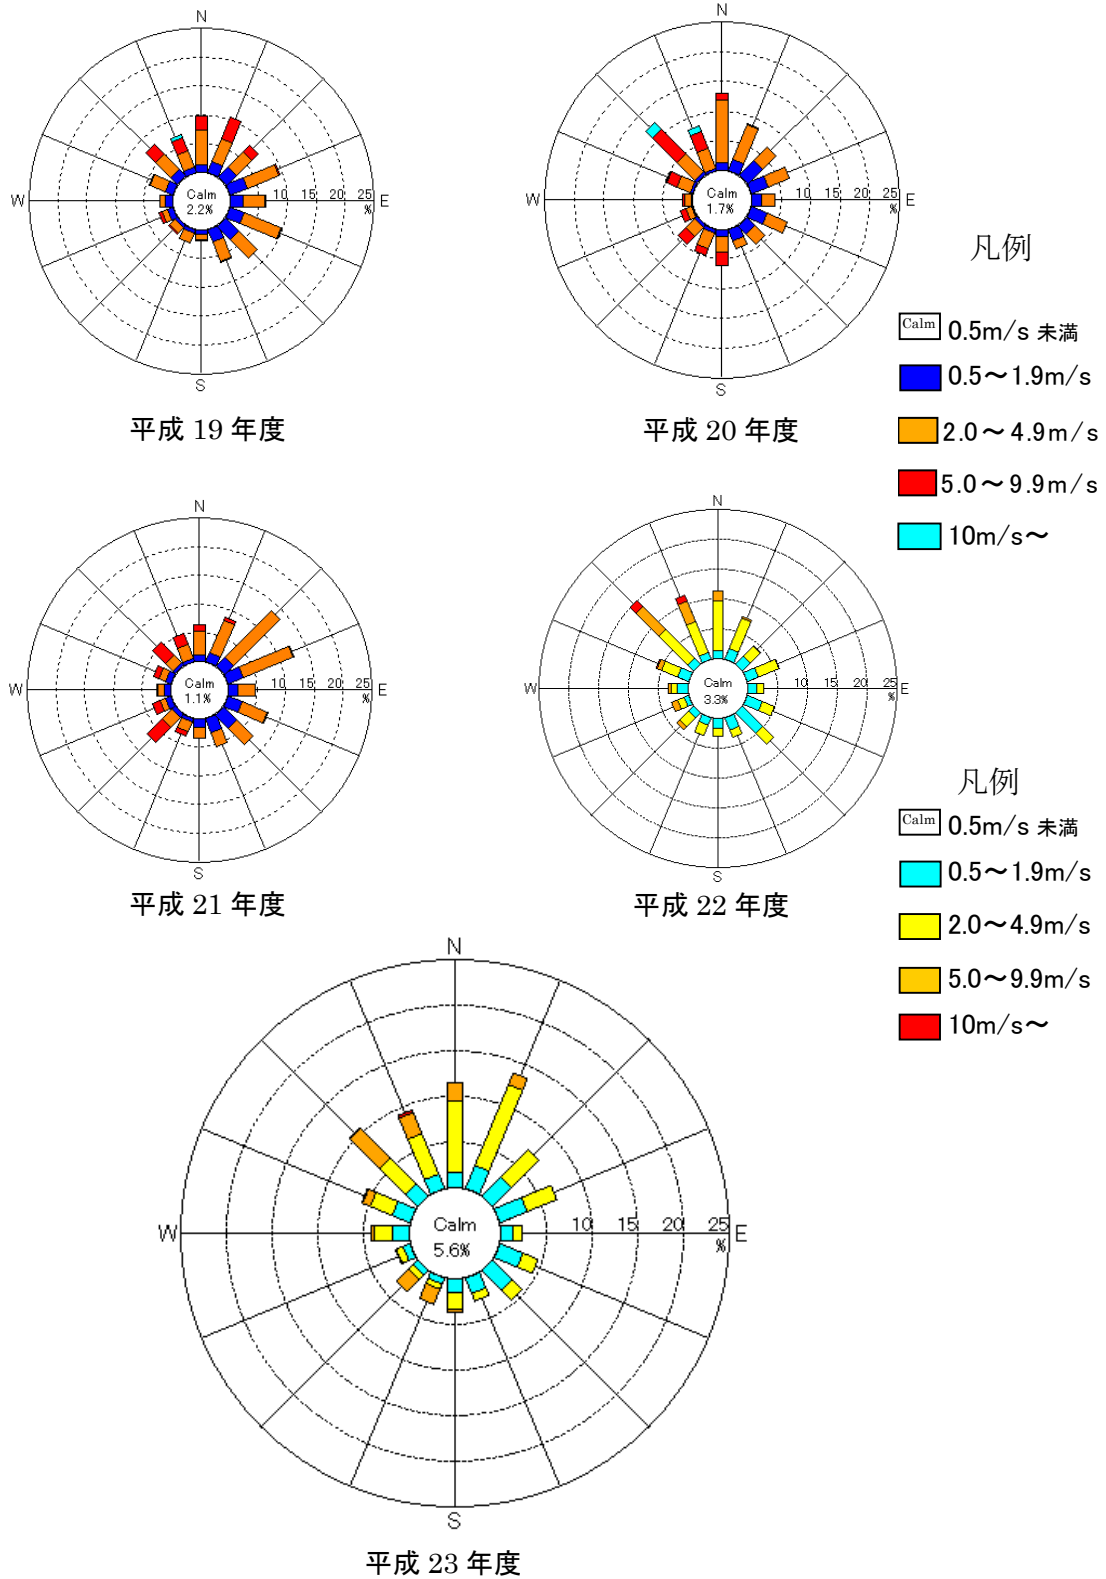 N
W
Calm
2.2%
10 15 20 25
%
E
S
平成 19 年度
N
W
Calm
1.7%
10 15 20 25
%
E
S
平成 20 年度
凡例
Calm 0.5m/s 未満
0.5～1.9m/s
2.0～4.9m/s
5.0～9.9m/s
10m/s～
N
W
Calm
1.1%
10 15 20 25
%
E
S
平成 21 年度
N
W
Calm
3.3%
10 15 20 25
%
E
S
平成 22 年度
凡例
Calm 0.5m/s 未満
0.5～1.9m/s
2.0～4.9m/s
5.0～9.9m/s
10m/s～
N
W
Calm
5.6%
10 15 20 25
%
E
S
平成 23 年度